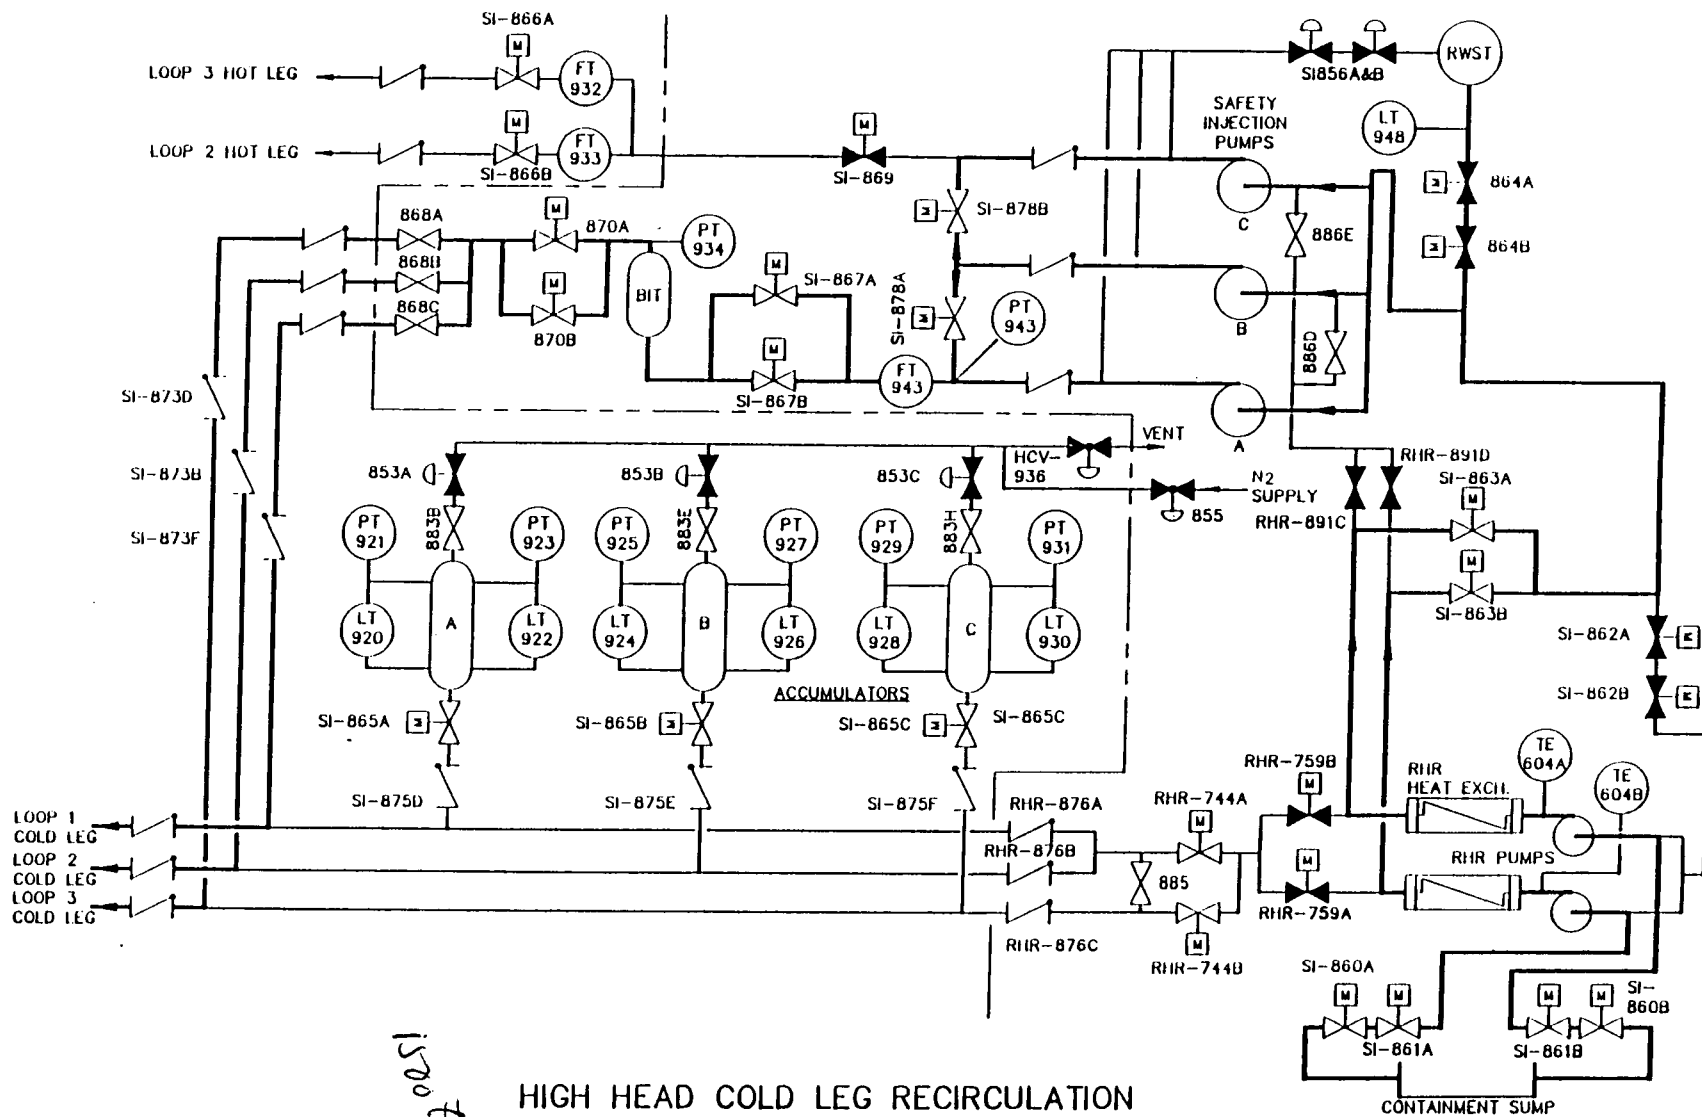 SI-866A
M
LOOP 3 HOT LEG
FT 932
RWST
SI856A&B
SAFETY
INJECTION
PUMPS
LT 948
M
LOOP 2 HOT LEG
FT 933
SI-866B
M
SI-869
M
864A
M
SI-878B
C
886E
M
864B
868A
M
870A
PT 934
868B
BIT
M
SI-867A
SI-878A
M
PT 943
B
868C
M
870B
886D
M
SI-867B
FT 943
SI-873D
A
VENT
SI-873B
853A
853B
853C
HCV-
936
N2
SUPPLY
855
RHR-891D
RHR-891C
SI-863A
M
SI-873F
883B
883E
883H
PT 921
PT 923
PT 925
PT 927
PT 929
PT 931
M
SI-863B
LT 920
A
LT 922
LT 924
B
LT 926
LT 928
C
LT 930
SI-862A
M
ACCUMULATORS
SI-862B
M
SI-865A
M
SI-865B
M
SI-865C
M
SI-865C
TE 604A
TE 604B
RHR-759B
M
RHR
HEAT EXCH.
SI-875D
SI-875E
SI-875F
RHR-876A
RHR-744A
M
LOOP 1
COLD LEG
RHR-876B
RHR PUMPS
LOOP 2
COLD LEG
885
M
RHR-759A
LOOP 3
COLD LEG
RHR-876C
M
RHR-744B
SI-860A
M
M
SI-861A
M
M
SI-
860B
SI-861B
CONTAINMENT SUMP
HIGH HEAD COLD LEG RECIRCULATION